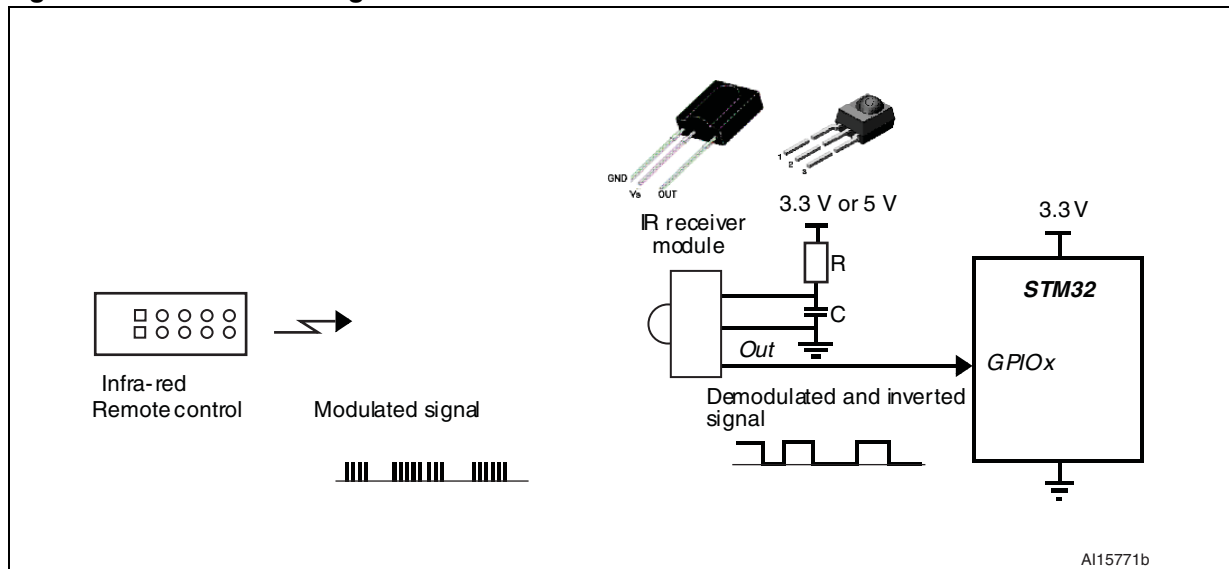 GND
Vs
OUT
1
2
3
IR receiver
module
3.3 V or 5 V
R
C
3.3 V
STM32
GPIOx
Out
Infra-red
Remote control
Modulated signal
Demodulated and inverted
signal
AI15771b